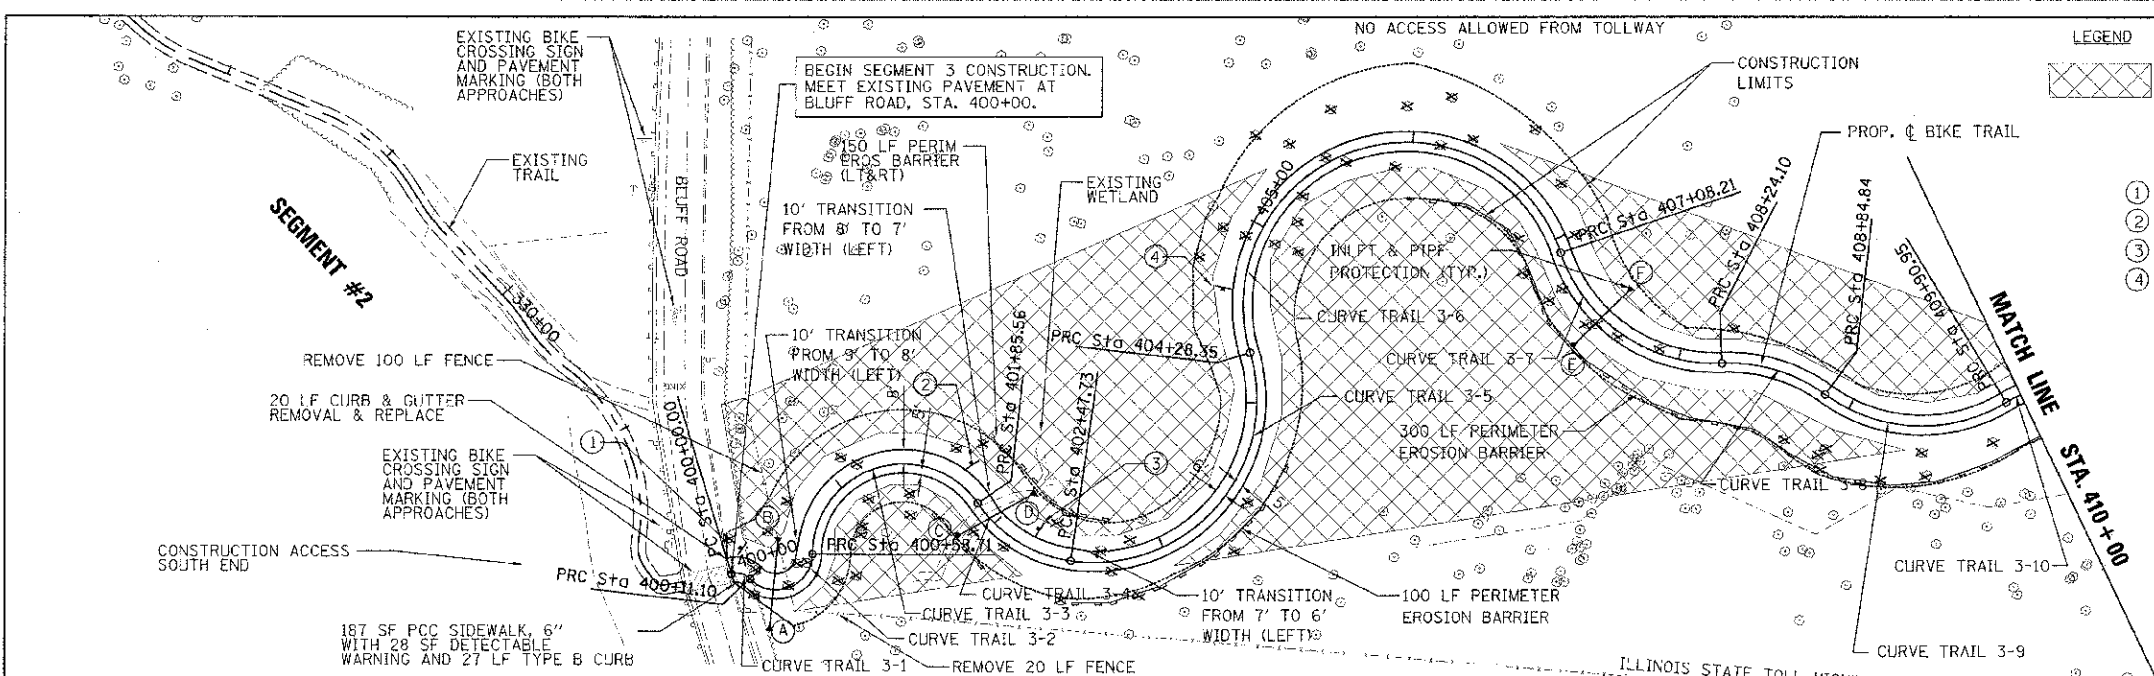 NO ACCESS ALLOWED FROM TOLLWAY
LEGEND
EXISTING BIKE
CROSSING SIGN
AND PAVEMENT
MARKING (BOTH
APPROACHES)
BEGIN SEGMENT 3 CONSTRUCTION.
MEET EXISTING PAVEMENT AT
BLUFF ROAD, STA. 400+00.
CONSTRUCTION
LIMITS
PROP. ℄ BIKE TRAIL
EXISTING
TRAIL
150 LF PERIM
EROS BARRIER
(LT&RT)
EXISTING
WETLAND
BLUFF ROAD
SEGMENT #2
10' TRANSITION
FROM 8' TO 7'
WIDTH (LEFT)
405+00
PRC Sta 407+08.21
PRC Sta 408+24.10
PRC Sta 408+84.84
PRC Sta 409+90.95
1
2
3
4
4
INLET & PIPE
PROTECTION (TYP.)
F
MATCH LINE STA. 410+00
330+00
CURVE TRAIL 3-6
10' TRANSITION
FROM 9' TO 8'
WIDTH (LEFT)
PRC Sta 401+85.56
PRC Sta 404+28.35
CURVE TRAIL 3-7
E
REMOVE 100 LF FENCE
2
8'
5'
PRC Sta 402+47.73
CURVE TRAIL 3-5
20 LF CURB & GUTTER
REMOVAL & REPLACE
1
PC Sta 400+00.00
300 LF PERIMETER
EROSION BARRIER
EXISTING BIKE
CROSSING SIGN
AND PAVEMENT
MARKING (BOTH
APPROACHES)
3
5'
CURVE TRAIL 3-8
B
C
D
400+00
PRC Sta 400+58.71
CONSTRUCTION ACCESS
SOUTH END
PRC Sta 400+11.10
CURVE TRAIL 3-10
CURVE TRAIL 3-4
10' TRANSITION
FROM 7' TO 6'
WIDTH (LEFT)
100 LF PERIMETER
EROSION BARRIER
CURVE TRAIL 3-3
187 SF PCC SIDEWALK, 6"
WITH 28 SF DETECTABLE
WARNING AND 27 LF TYPE B CURB
A
CURVE TRAIL 3-2
CURVE TRAIL 3-9
CURVE TRAIL 3-1
REMOVE 20 LF FENCE
ILLINOIS STATE TOLL